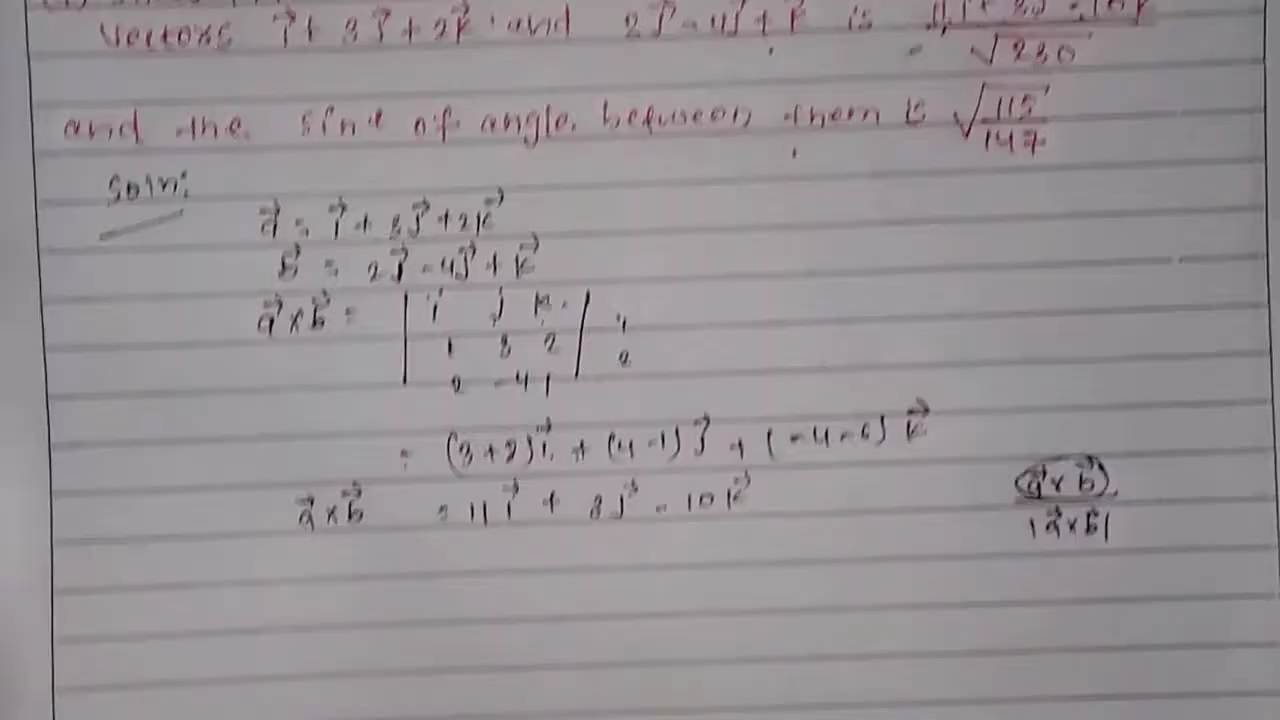 vectors i⃗ + 3j⃗ + 2k⃗ and 2i⃗ - 4j⃗ + k⃗ is
√230
and the sine of angle between them is √115/147
Soln:
a⃗ = i⃗ + 3j⃗ + 2k⃗
b⃗ = 2i⃗ - 4j⃗ + k⃗
a⃗ x b⃗ = | i j k |
1 3 2
2 -4 1
= (3+2)i⃗ + (4-1)j⃗ + (-4-6)k⃗
a⃗ x b⃗ = 11i⃗ + 3j⃗ - 10k⃗
(a⃗ x b⃗)
|a⃗ x b⃗|